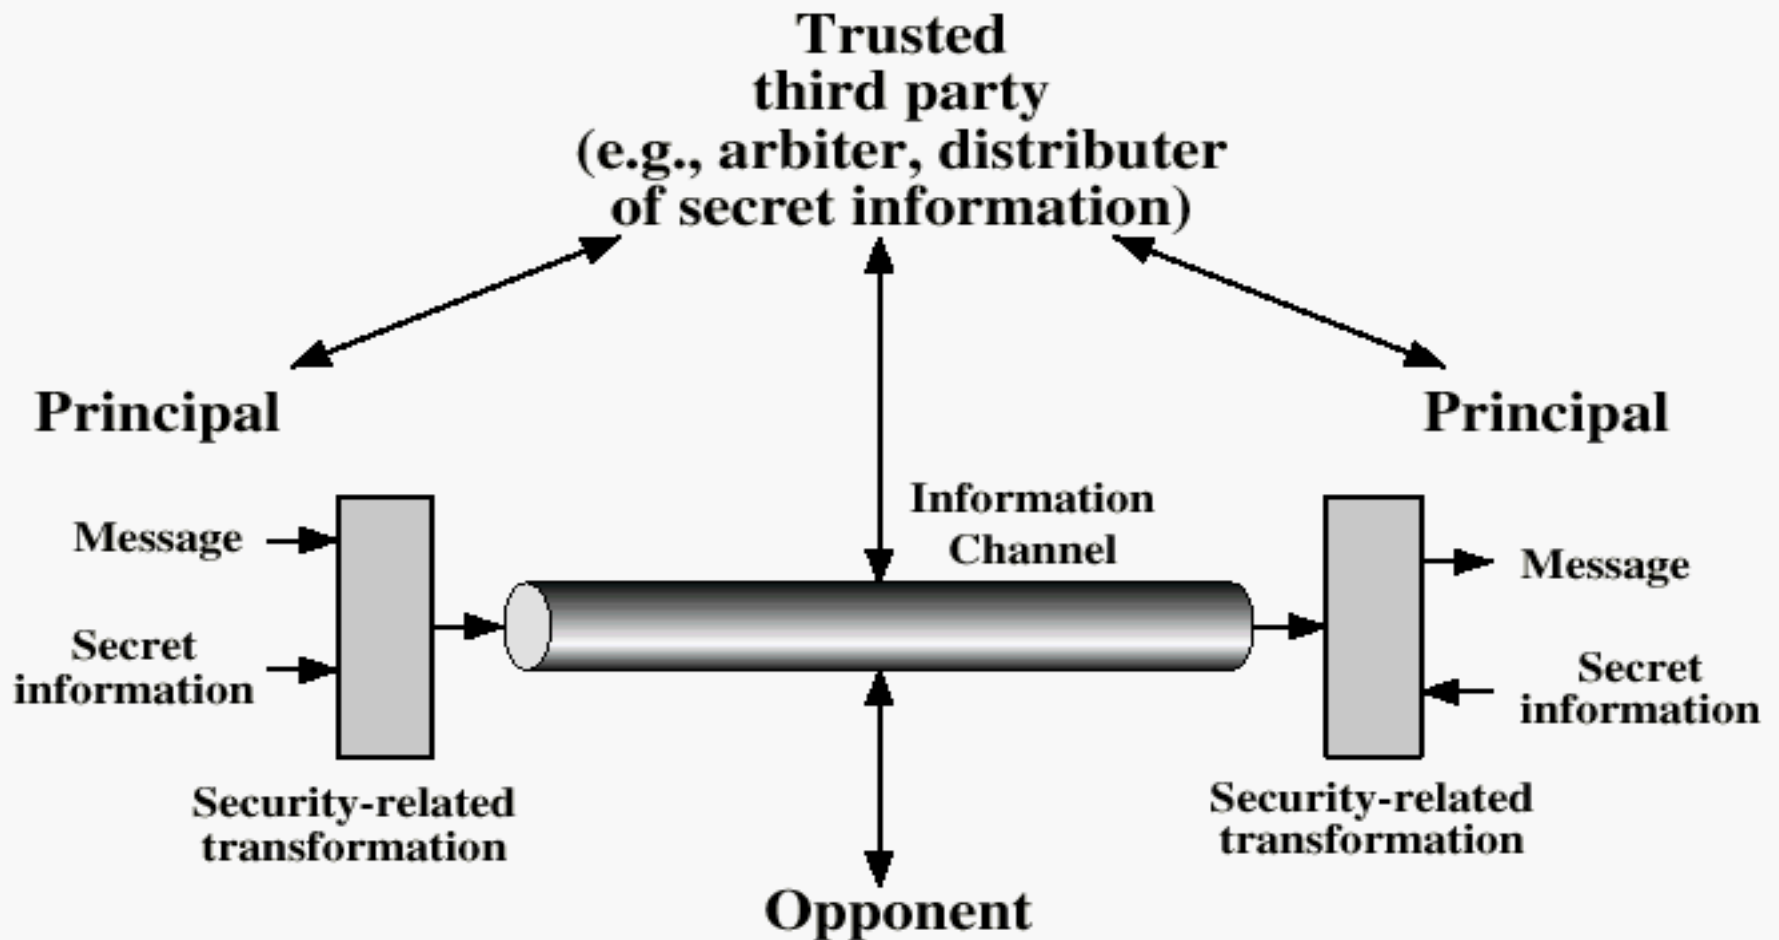 Trusted
third party
(e.g., arbiter, distributer
of secret information)
Principal
Principal
Information
Channel
Message
Secret
information
Message
Secret
information
Security-related
transformation
Security-related
transformation
Opponent